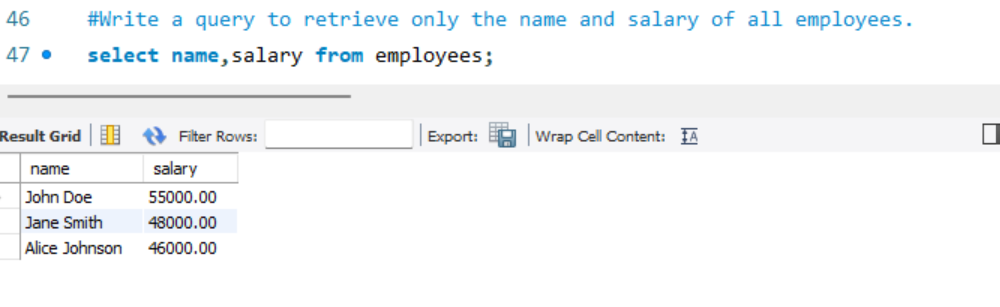 46 #Write a query to retrieve only the name and salary of all employees.
47 select name,salary from employees;
Result Grid Filter Rows: Export: Wrap Cell Content: IA
name salary
John Doe 55000.00
Jane Smith 48000.00
Alice Johnson 46000.00